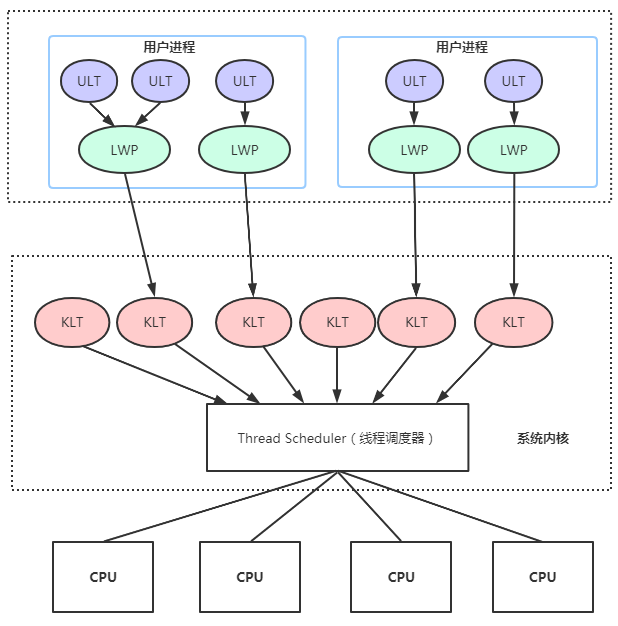 用户进程
用户进程
ULT
ULT
ULT
ULT
ULT
LWP
LWP
LWP
LWP
KLT
KLT
KLT
KLT
KLT
KLT
Thread Scheduler（线程调度器）
系统内核
CPU
CPU
CPU
CPU